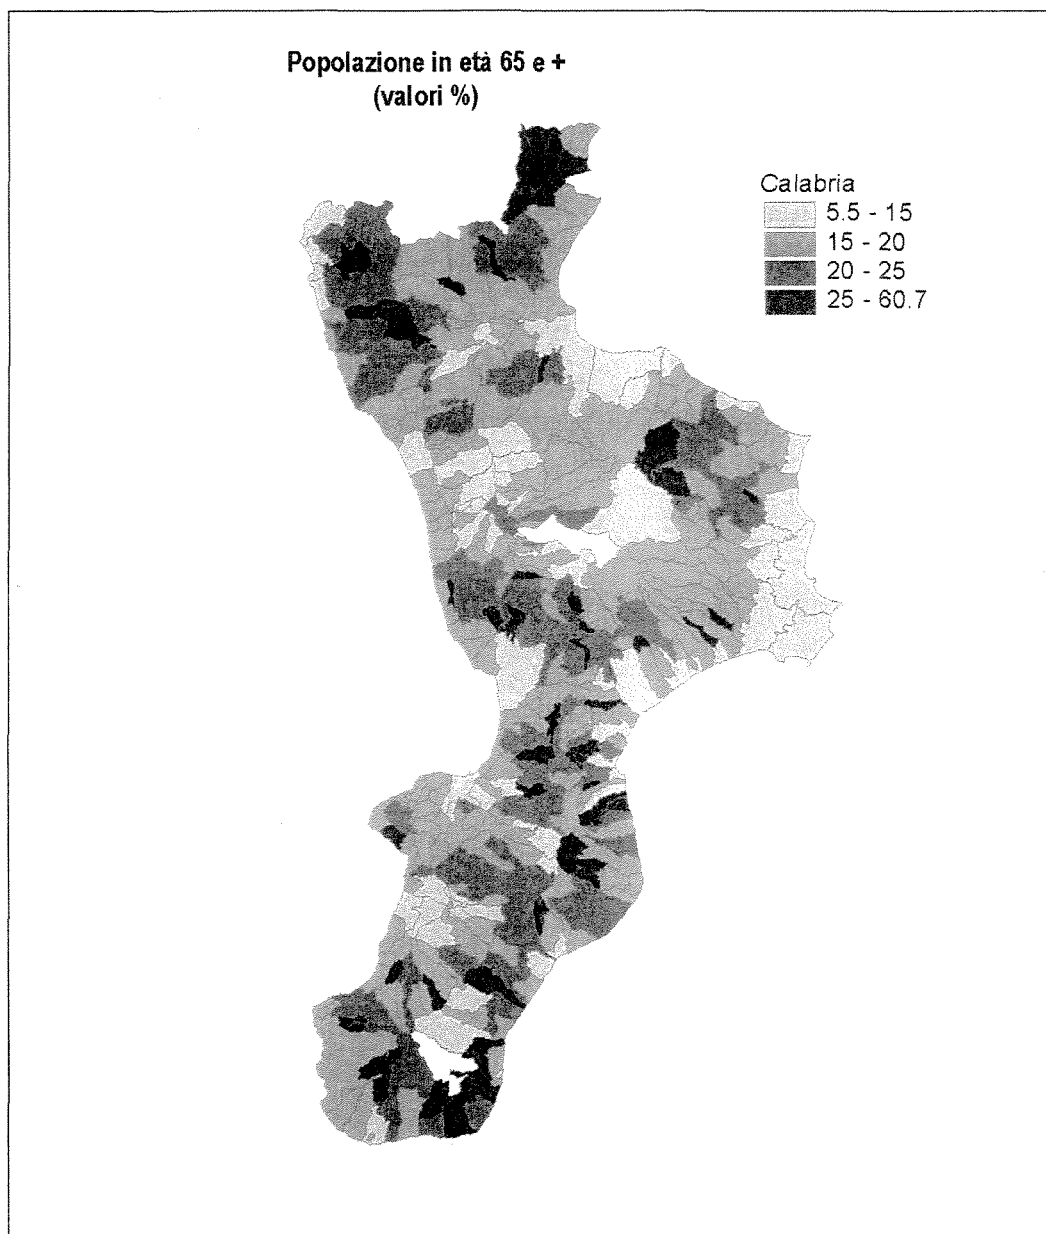 Popolazione in età 65 e +
(valori %)
Calabria
5.5 - 15
15 - 20
20 - 25
25 - 60.7